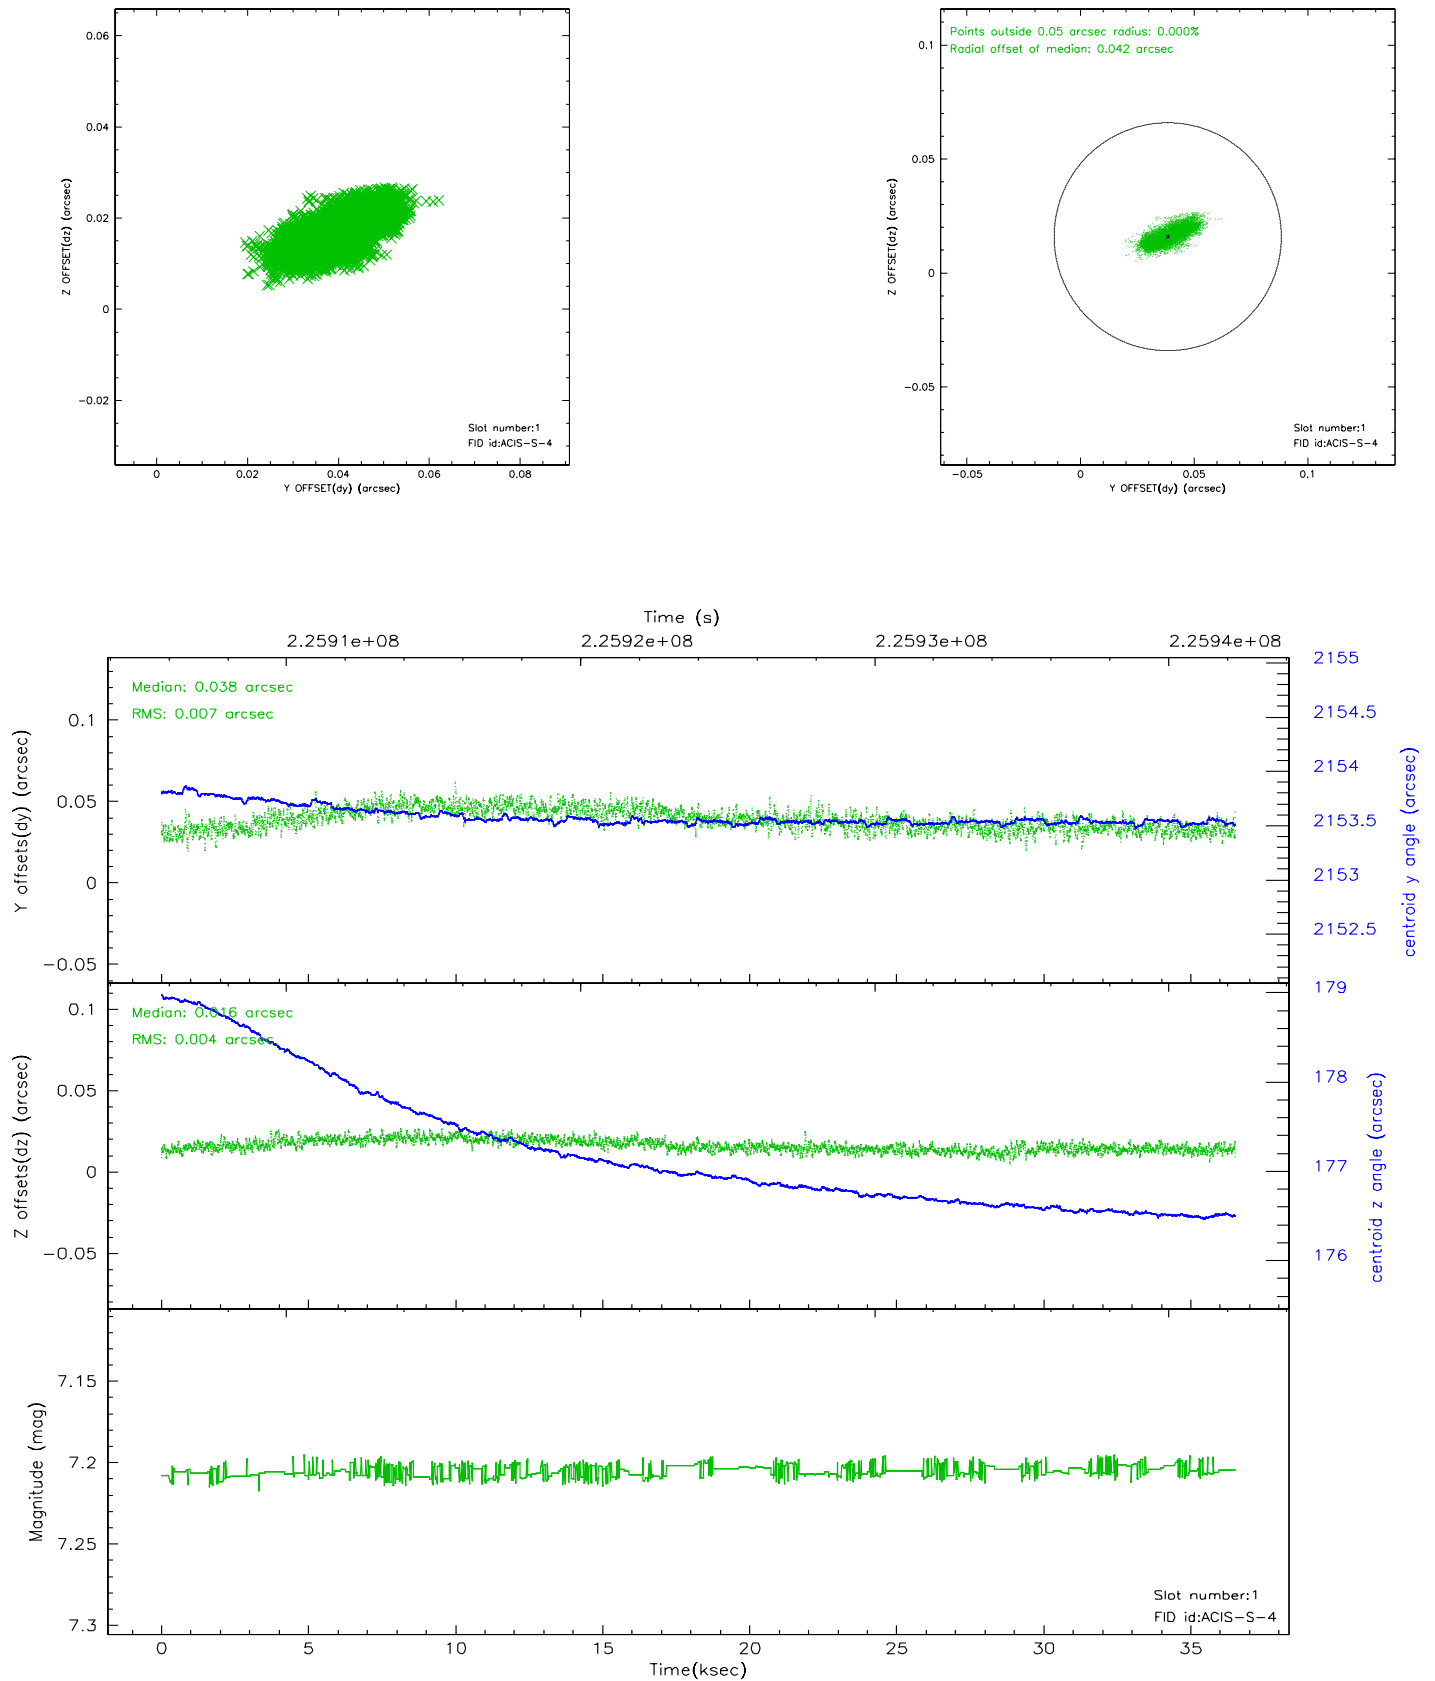 0.06
0.04
0.02
0
−0.02
Z OFFSET(dz) (arcsec)
Slot number:1
FID id:ACIS−S−4
0 0.02 0.04 0.06 0.08
Y OFFSET(dy) (arcsec)
Points outside 0.05 arcsec radius: 0.000%
Radial offset of median: 0.042 arcsec
0.1
0.05
0
−0.05
Z OFFSET(dz) (arcsec)
Slot number:1
FID id:ACIS−S−4
−0.05 0 0.05 0.1
Y OFFSET(dy) (arcsec)
Time (s)
2.2591e+08 2.2592e+08 2.2593e+08 2.2594e+08
Median: 0.038 arcsec
RMS: 0.007 arcsec
0.1
0.05
0
−0.05
Y offsets(dy) (arcsec)
2155
2154.5
2154
2153.5
2153
2152.5
centroid y angle (arcsec)
Median: 0.016 arcsec
RMS: 0.004 arcsec
0.1
0.05
0
−0.05
Z offsets(dz) (arcsec)
179
178
177
176
centroid z angle (arcsec)
7.15
7.2
7.25
7.3
Magnitude (mag)
Slot number:1
FID id:ACIS−S−4
0 5 10 15 20 25 30 35
Time(ksec)